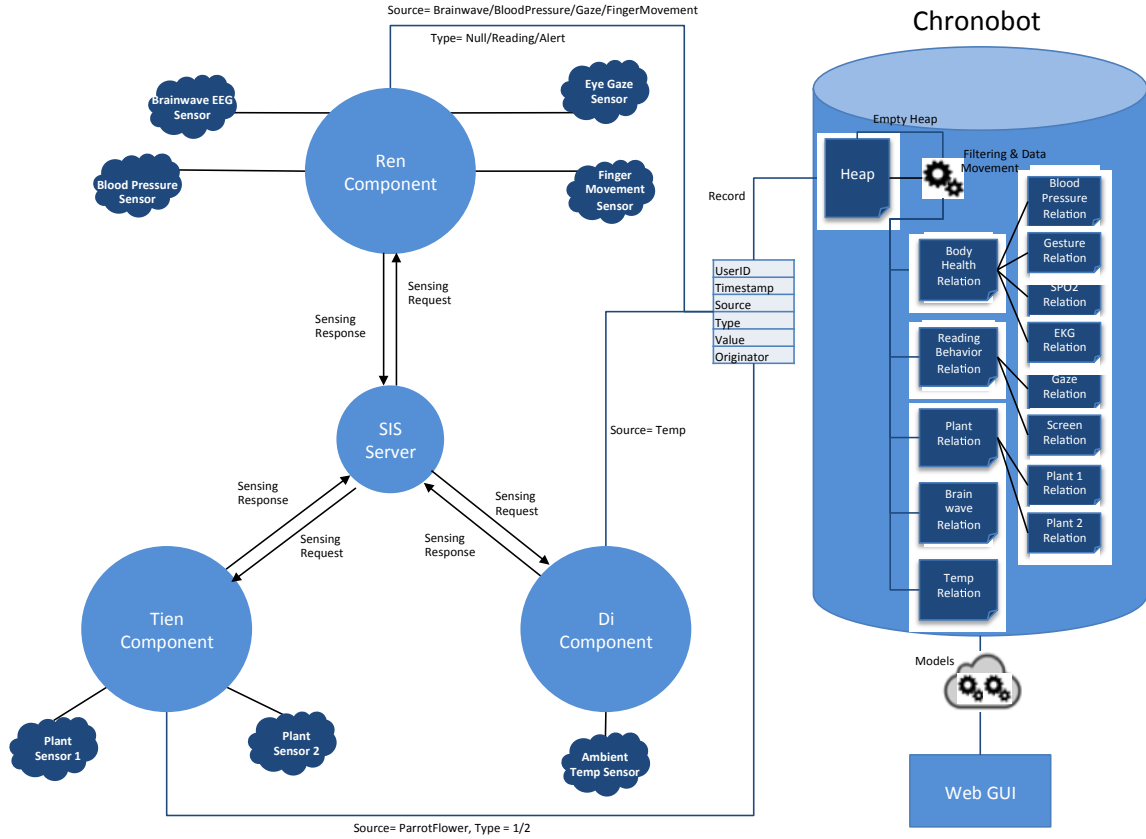 Source= Brainwave/BloodPressure/Gaze/FingerMovement
Type= Null/Reading/Alert
Chronobot
Brainwave EEG
Sensor
Eye Gaze
Sensor
Ren
Component
Blood Pressure
Sensor
Finger
Movement
Sensor
Sensing
Request
Sensing
Response
SIS
Server
Sensing
Response
Sensing
Request
Sensing
Request
Sensing
Response
Tien
Component
Di
Component
Plant
Sensor 1
Plant
Sensor 2
Ambient
Temp Sensor
Source= ParrotFlower, Type = 1/2
Source= Temp
Record
UserID
Timestamp
Source
Type
Value
Originator
Empty Heap
Heap
Filtering & Data
Movement
Body
Health
Relation
Reading
Behavior
Relation
Plant
Relation
Brain
wave
Relation
Temp
Relation
Blood
Pressure
Relation
Gesture
Relation
SPO2
Relation
EKG
Relation
Gaze
Relation
Screen
Relation
Plant 1
Relation
Plant 2
Relation
Models
Web GUI